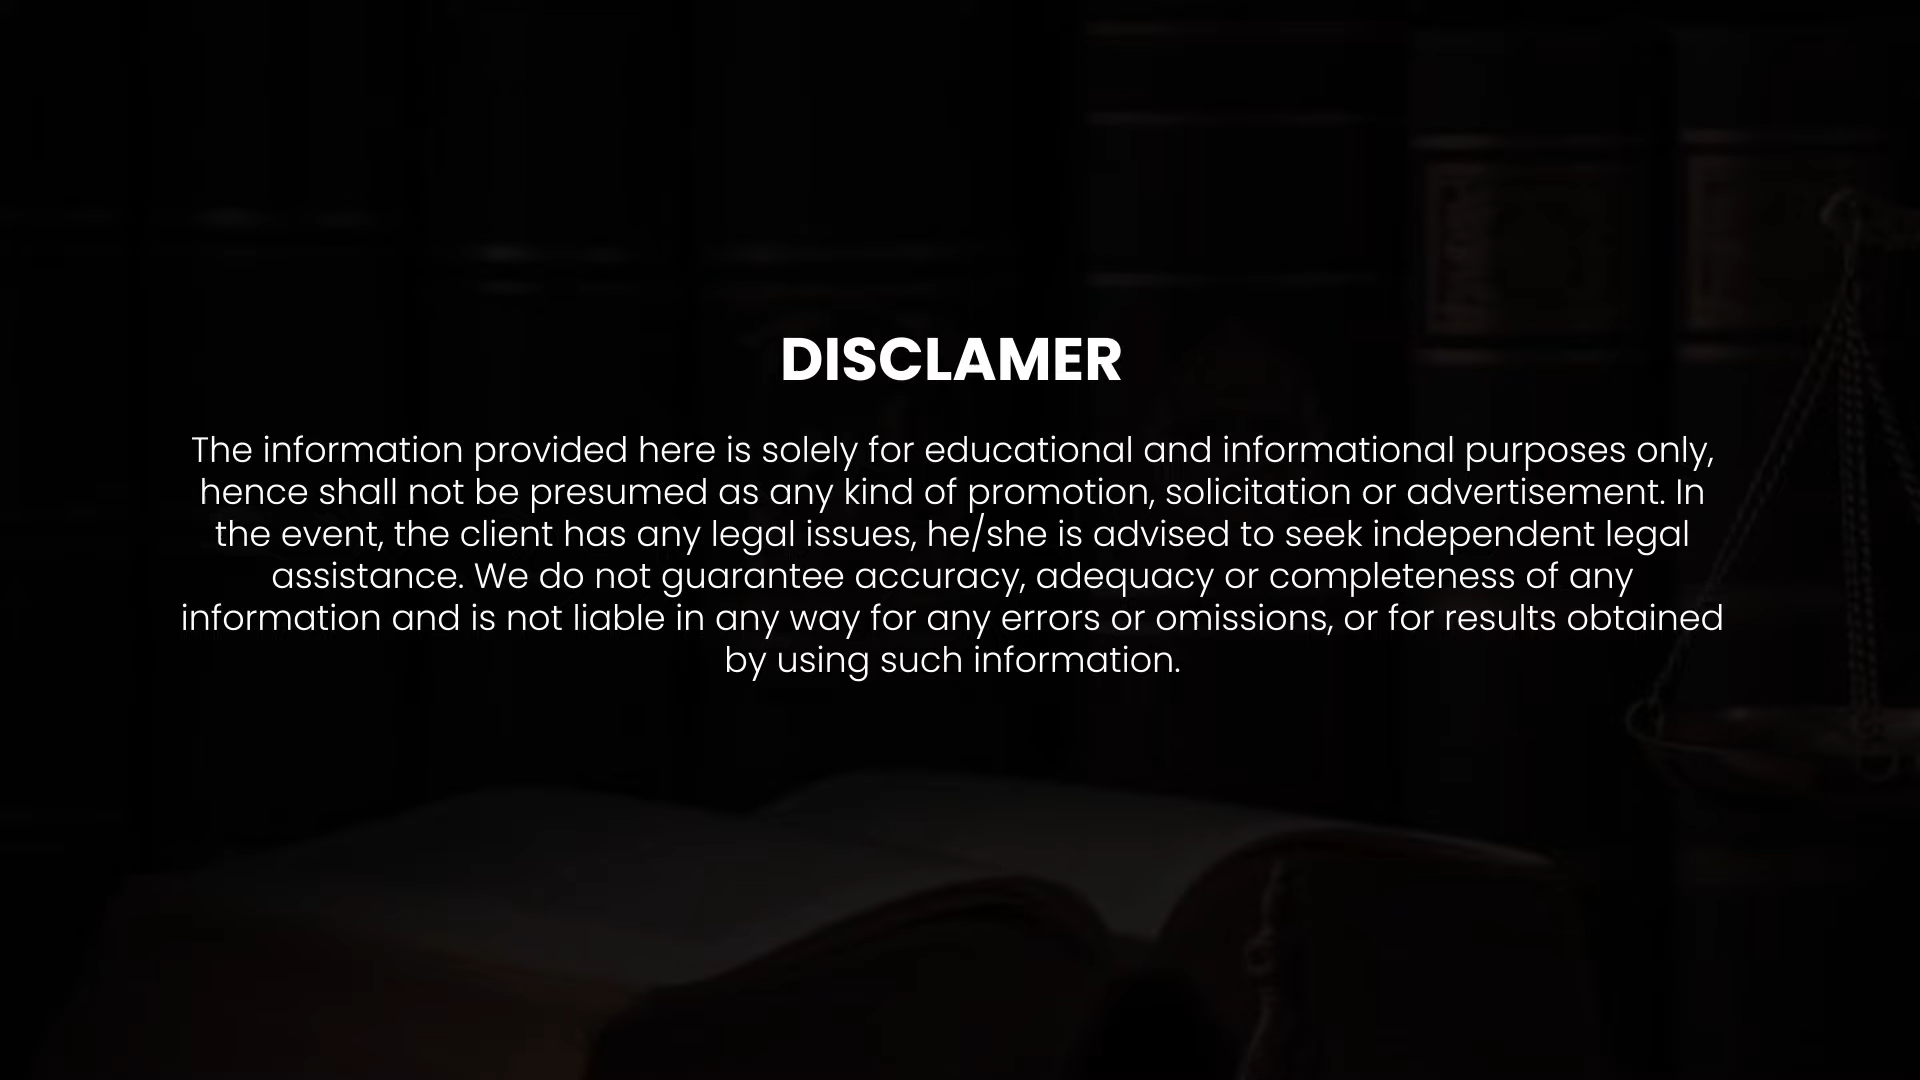 DISCLAMER
The information provided here is solely for educational and informational purposes only,
hence shall not be presumed as any kind of promotion, solicitation or advertisement. In
the event, the client has any legal issues, he/she is advised to seek independent legal
assistance. We do not guarantee accuracy, adequacy or completeness of any
information and is not liable in any way for any errors or omissions, or for results obtained
by using such information.